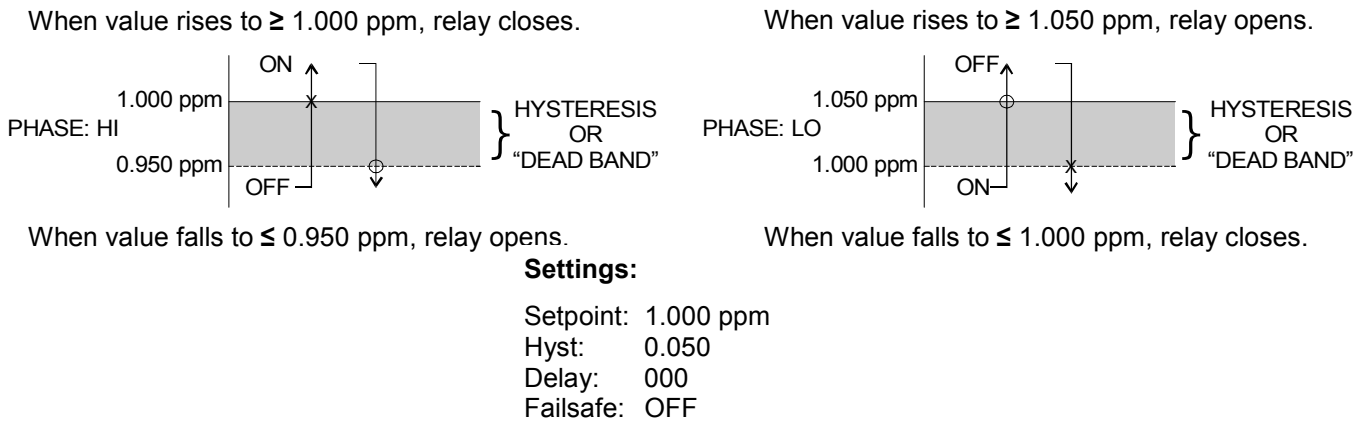 When value rises to ≥ 1.000 ppm, relay closes.
ON
1.000 ppm
PHASE: HI
0.950 ppm
OFF
HYSTERESIS
OR
“DEAD BAND”
When value falls to ≤ 0.950 ppm, relay opens.
When value rises to ≥ 1.050 ppm, relay opens.
OFF
1.050 ppm
PHASE: LO
1.000 ppm
ON
HYSTERESIS
OR
“DEAD BAND”
When value falls to ≤ 1.000 ppm, relay closes.
Settings:
Setpoint: 1.000 ppm
Hyst: 0.050
Delay: 000
Failsafe: OFF